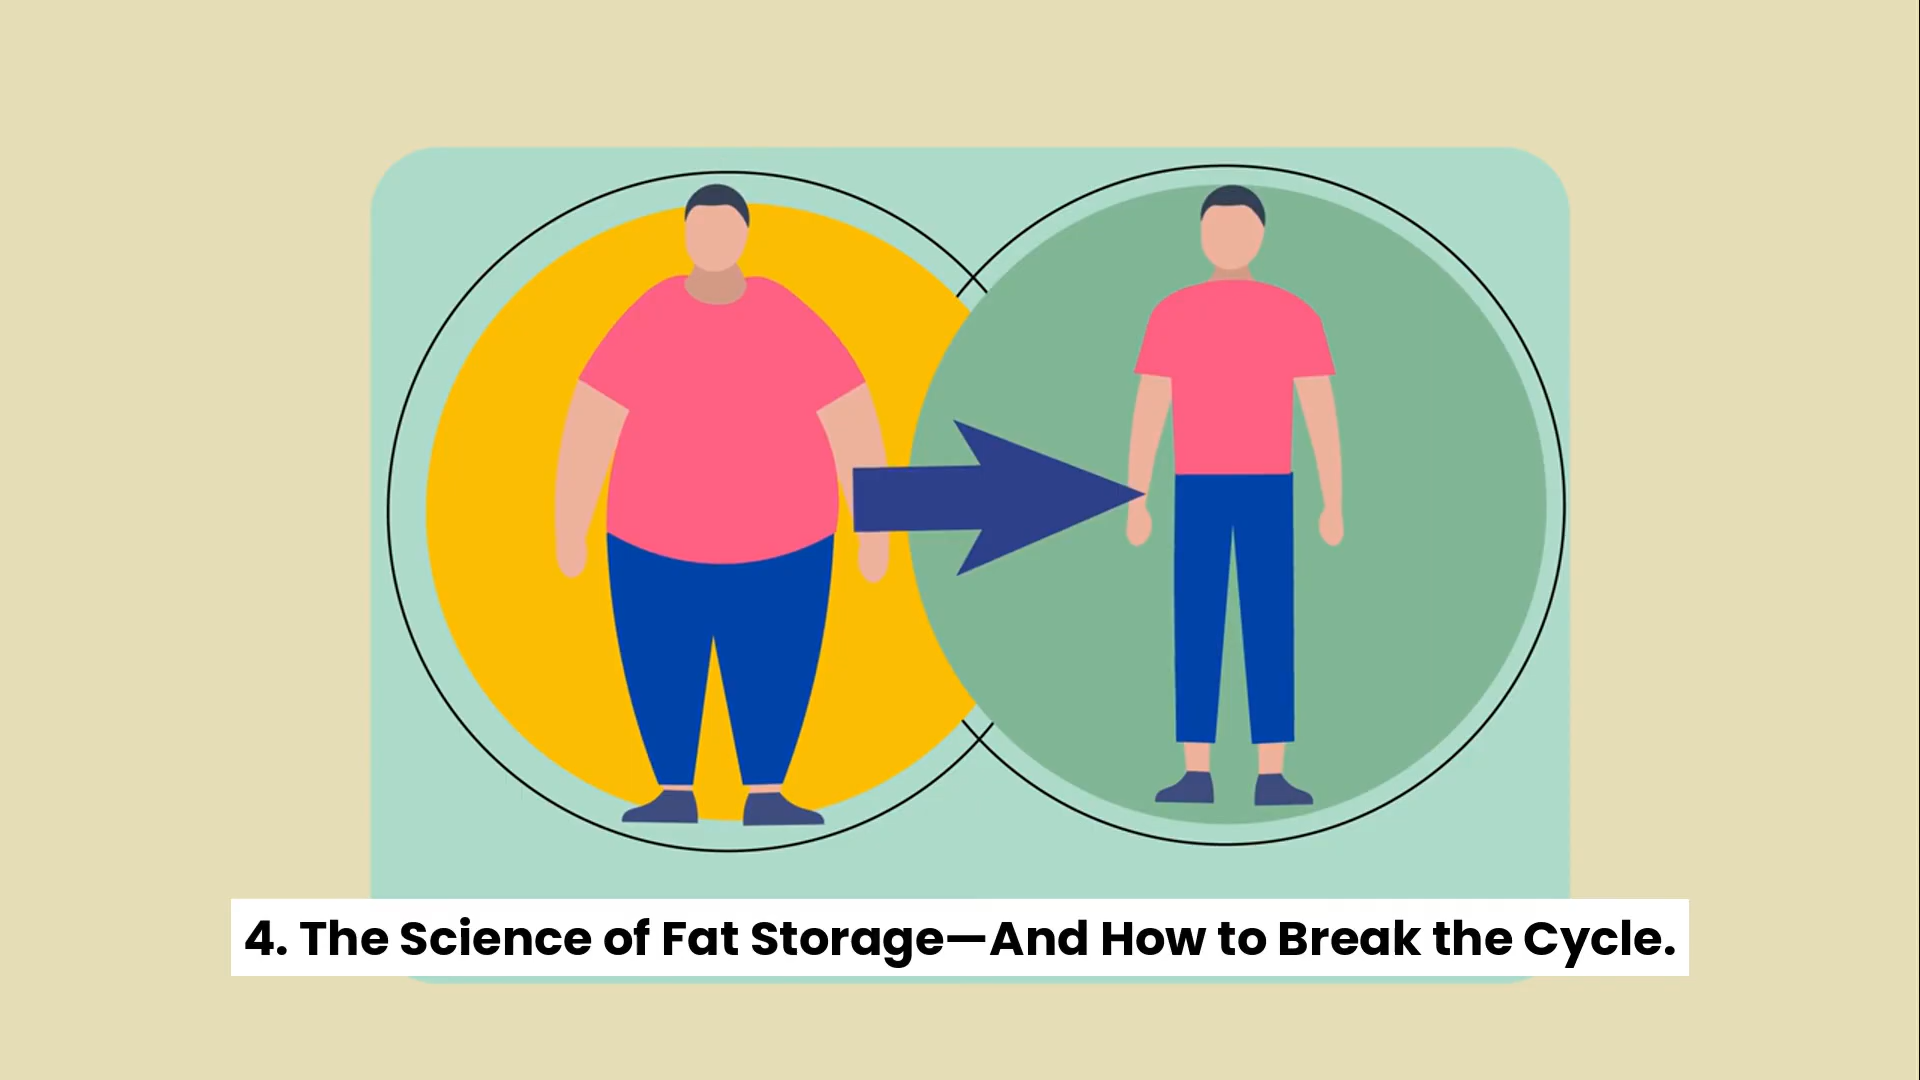 4. The Science of Fat Storage—And How to Break the Cycle.